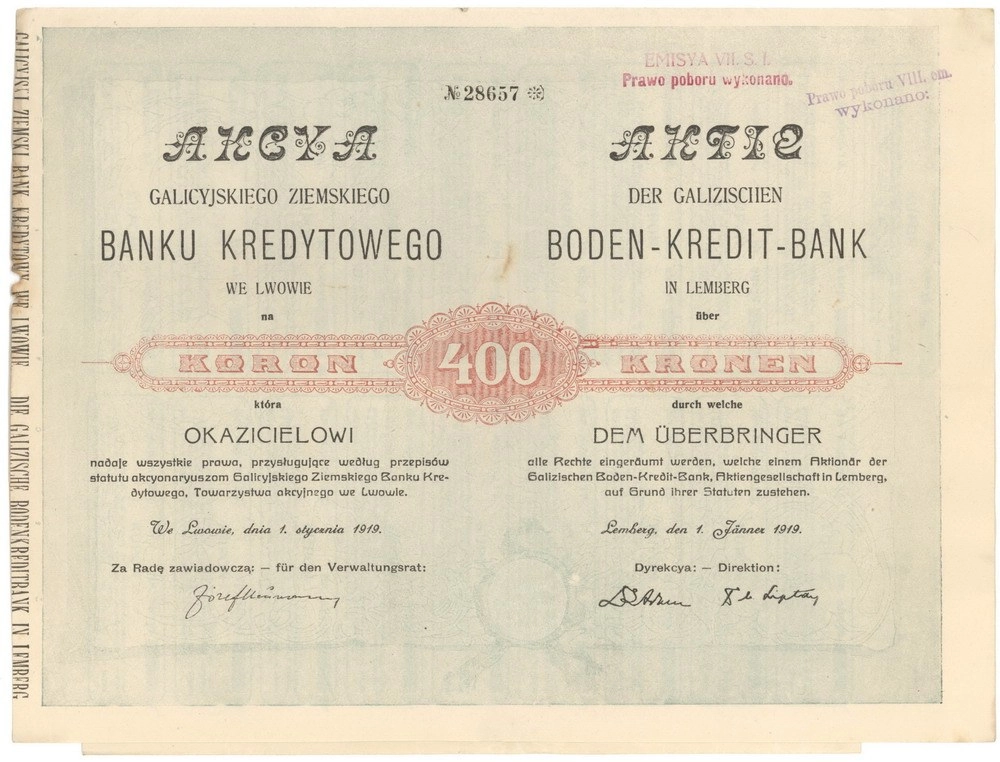 EMISYA VII. S. I.
Prawo poboru wykonano.
Prawo poboru VIII. em.
wykonano:
№ 28657
AKCYA
GALICYJSKIEGO ZIEMSKIEGO
BANKU KREDYTOWEGO
WE LWOWIE
na
KORON
400
która
OKAZICIELOWI
nadaje wszystkie prawa, przysługujące według przepisów
statutu akcyonaryuszom Galicyjskiego Ziemskiego Banku Kre-
dytowego, Towarzystwa akcyjnego we Lwowie.
We Lwowie, dnia 1. stycznia 1919.
Za Radę zawiadowczą: — für den Verwaltungsrat:
AKTIE
DER GALIZISCHEN
BODEN-KREDIT-BANK
IN LEMBERG
über
KRONEN
durch welche
DEM ÜBERBRINGER
alle Rechte eingeräumt werden, welche einem Aktionär der
Galizischen Boden-Kredit-Bank, Aktiengesellschaft in Lemberg,
auf Grund ihrer Statuten zustehen.
Lemberg, den 1. Jänner 1919.
Dyrekcya: — Direktion:
GALICYJSKI ZIEMSKI BANK KREDYTOWY WE LWOWIE DIE GALIZISCHE BODENKREDITBANK IN LEMBERG